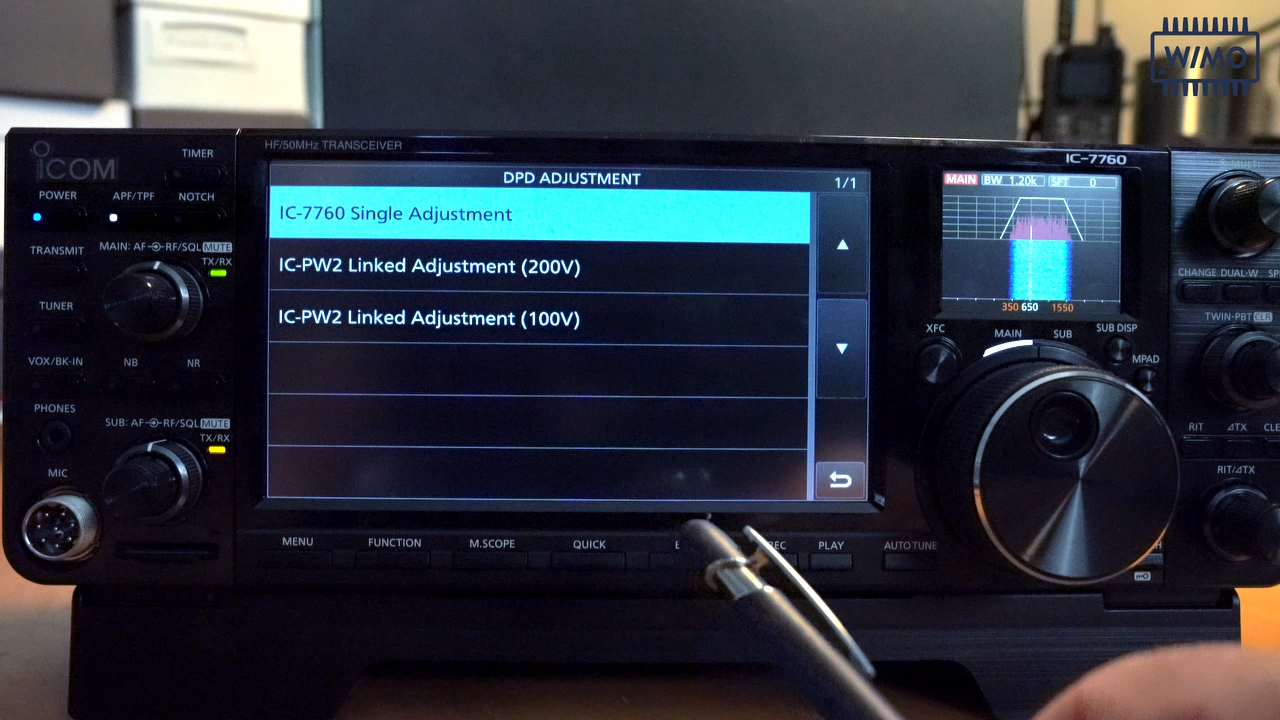 WiMO
ICOM
HF/50MHz TRANSCEIVER
IC-7760
TIMER
POWER
APF/TPF
NOTCH
TRANSMIT
MAIN: AF RF/SQL MUTE
TX/RX
TUNER
VOX/BK-IN
NB
NR
PHONES
SUB: AF RF/SQL MUTE
TX/RX
MIC
DPD ADJUSTMENT
1/1
IC-7760 Single Adjustment
IC-PW2 Linked Adjustment (200V)
IC-PW2 Linked Adjustment (100V)
MENU
FUNCTION
M.SCOPE
QUICK
PLAY
AUTO TUNE
MAIN
BW 1.20k
SFT 0
350 650 1550
XFC
MAIN
SUB
SUB DISP
MPAD
CHANGE DUAL-W
TWIN-PBT CLR
RIT
⊿TX
RIT/⊿TX